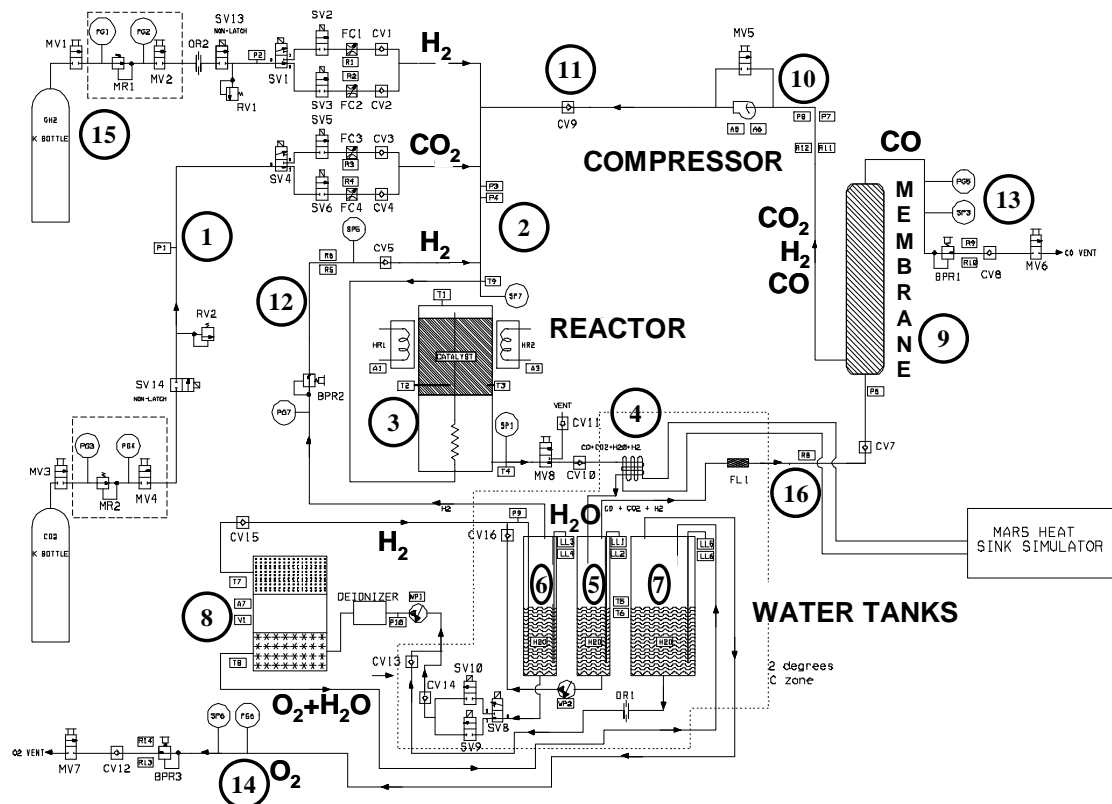 SV13
NON-LATCH
SV2
MV1
PG1
PG2
OR2
P2
FC1
CV1
H₂
MV5
R1
R2
SV1
MR1
MV2
RV1
SV3
FC2
CV2
11
10
GH2
K BOTTLE
15
SV5
CV9
A5
A6
P8
P7
FC3
CV3
CO₂
COMPRESSOR
R12
R11
CO
R3
R4
SV4
SV6
FC4
CV4
PG5
13
P3
P4
MEMBRANE
SP3
1
P1
2
CO₂
H₂
CO
SP5
CV5
H₂
R9
R10
BPR1
CV8
MV6
CO VENT
R6
R5
T9
12
SP7
RV2
T1
REACTOR
9
HR1
CATALYST
HR2
A1
A3
SV14
NON-LATCH
T2
T3
BPR2
P5
PG7
3
VENT
4
CV11
SP1
CO+CO2+H2O+H2
CV7
MV3
PG3
PG4
T4
MV8
CV10
R8
MR2
MV4
FL1
16
CO2
K BOTTLE
H2
H₂O
CO + CO2 + H2
CV15
P9
CV16
MARS HEAT
SINK SIMULATOR
H₂
LL3
LL4
LL1
LL2
LL5
LL6
T7
6
5
7
A7
V1
8
DEIONIZER
WP1
P10
T5
T6
WATER TANKS
T8
H2O
H2O
H2O
CV13
SV10
2 degrees
C zone
CV14
WP2
OR1
O₂+H₂O
SV8
SV9
SP6
PG6
O2 VENT
R14
R13
MV7
CV12
BPR3
14
O₂